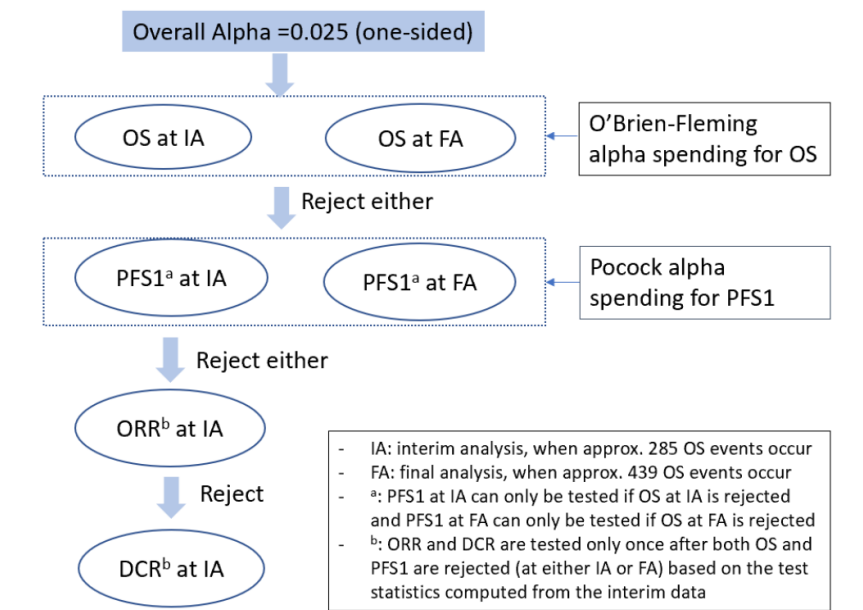 Overall Alpha =0.025 (one-sided)
OS at IA
OS at FA
O’Brien-Fleming
alpha spending for OS
Reject either
PFS1ᵃ at IA
PFS1ᵃ at FA
Pocock alpha
spending for PFS1
Reject either
ORRᵇ at IA
Reject
DCRᵇ at IA
- IA: interim analysis, when approx. 285 OS events occur
- FA: final analysis, when approx. 439 OS events occur
- ᵃ: PFS1 at IA can only be tested if OS at IA is rejected
and PFS1 at FA can only be tested if OS at FA is rejected
- ᵇ: ORR and DCR are tested only once after both OS and
PFS1 are rejected (at either IA or FA) based on the test
statistics computed from the interim data